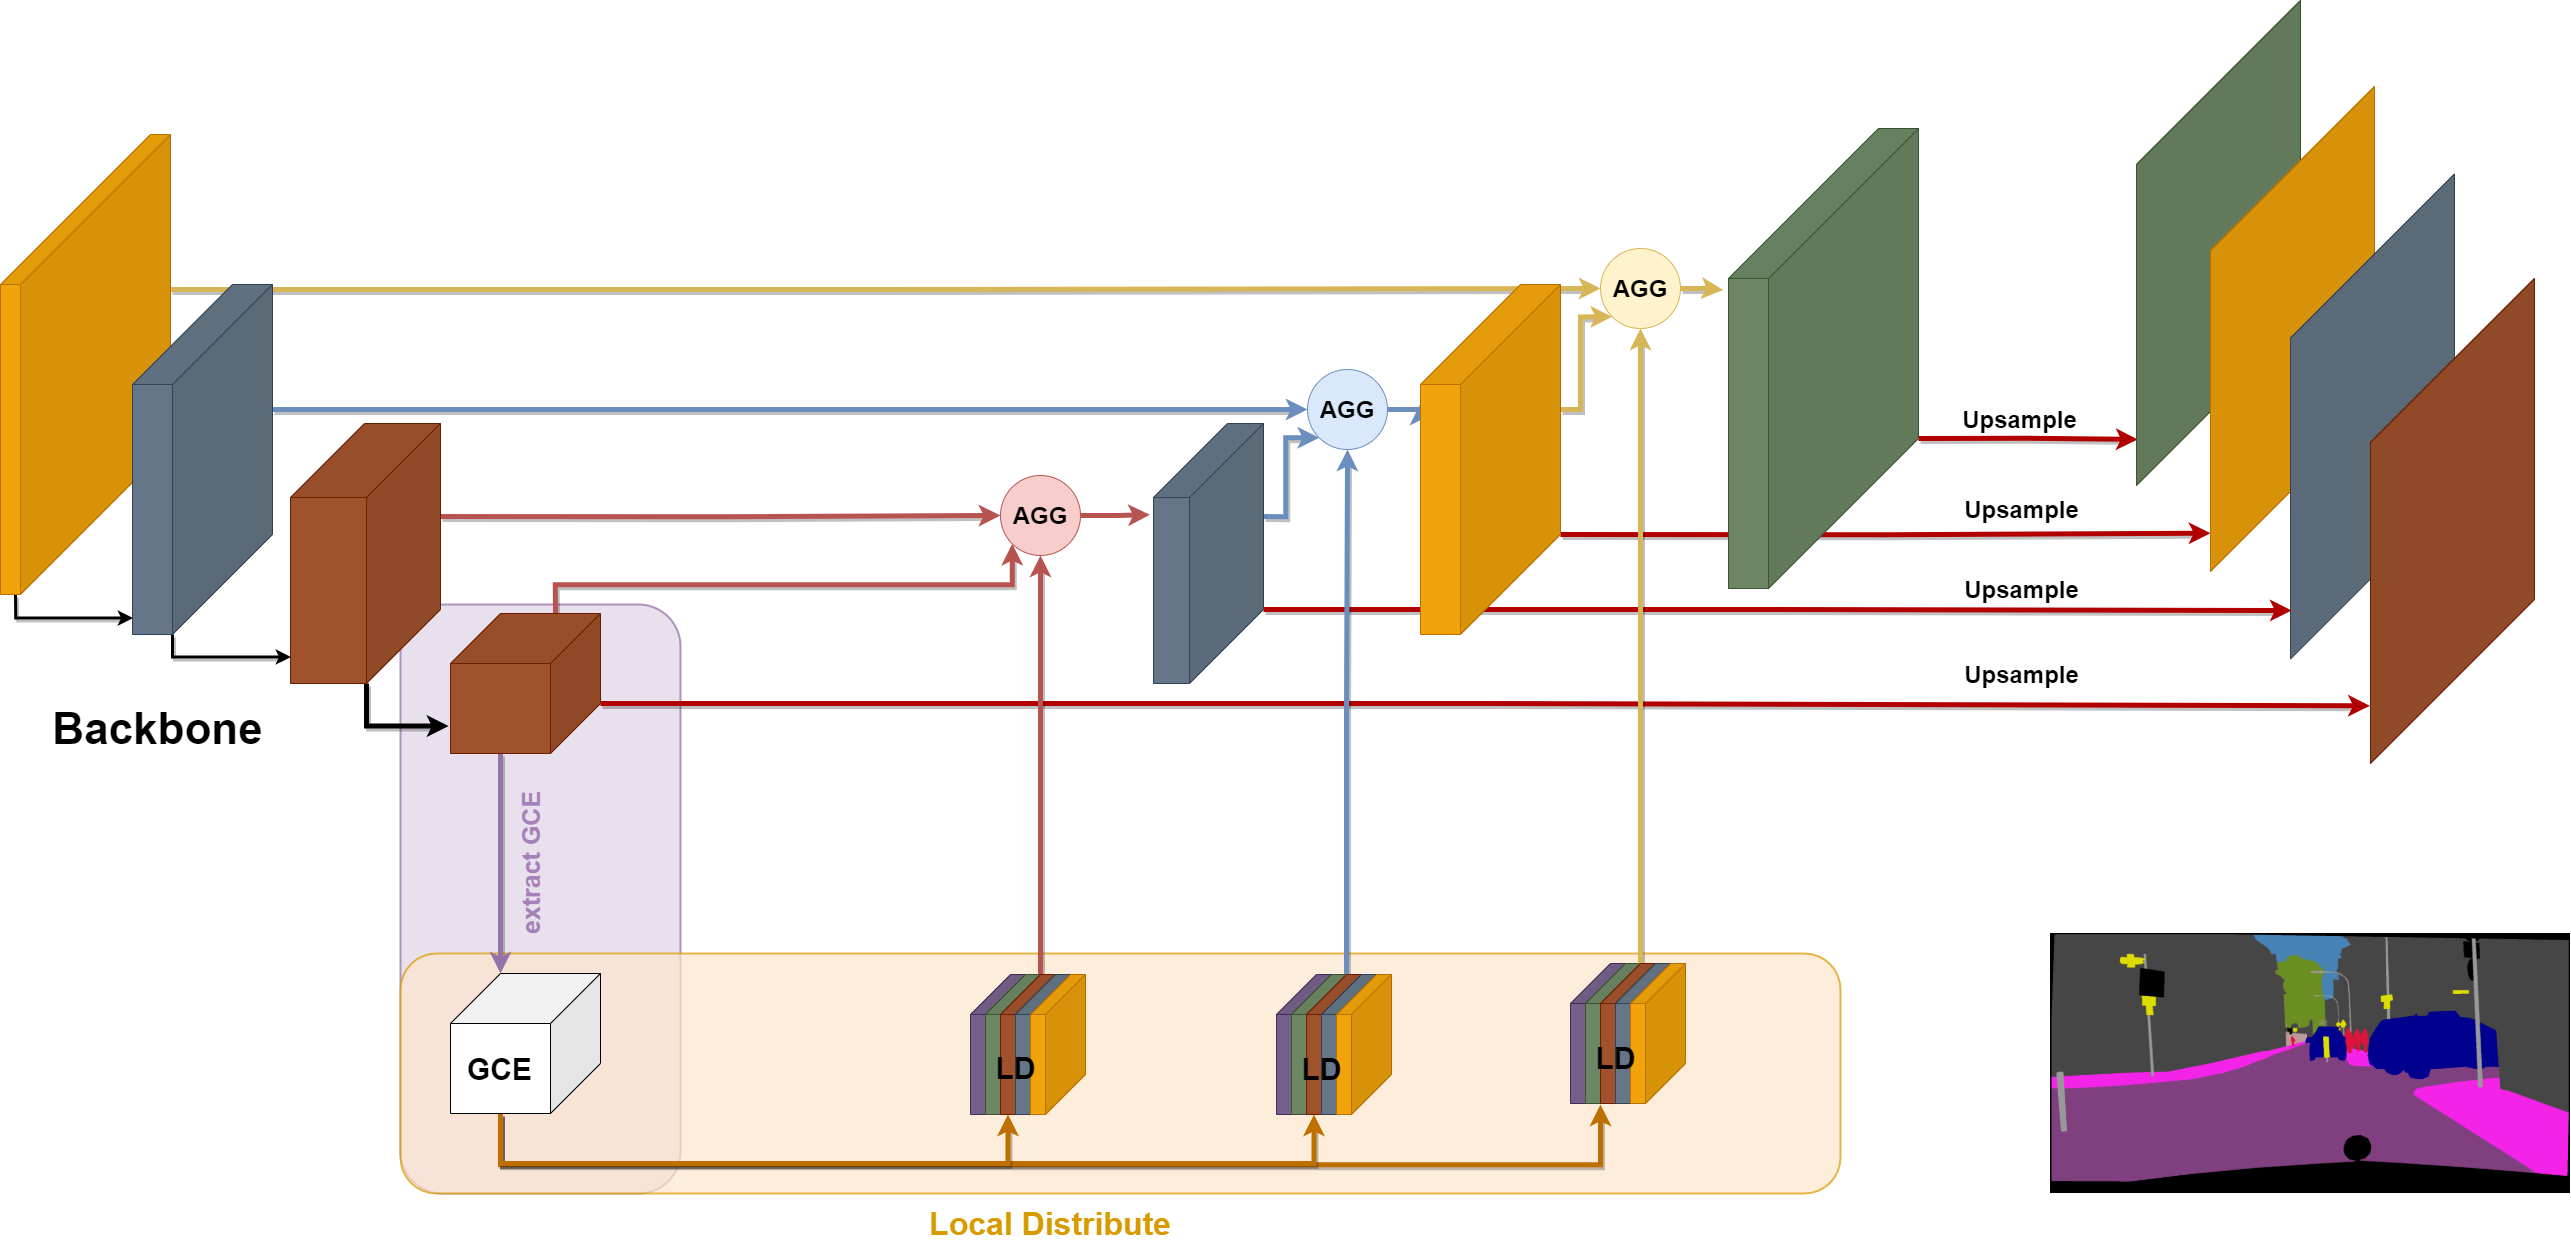 AGG
AGG
AGG
Upsample
Upsample
Upsample
Upsample
Backbone
extract GCE
GCE
LD
LD
LD
Local Distribute